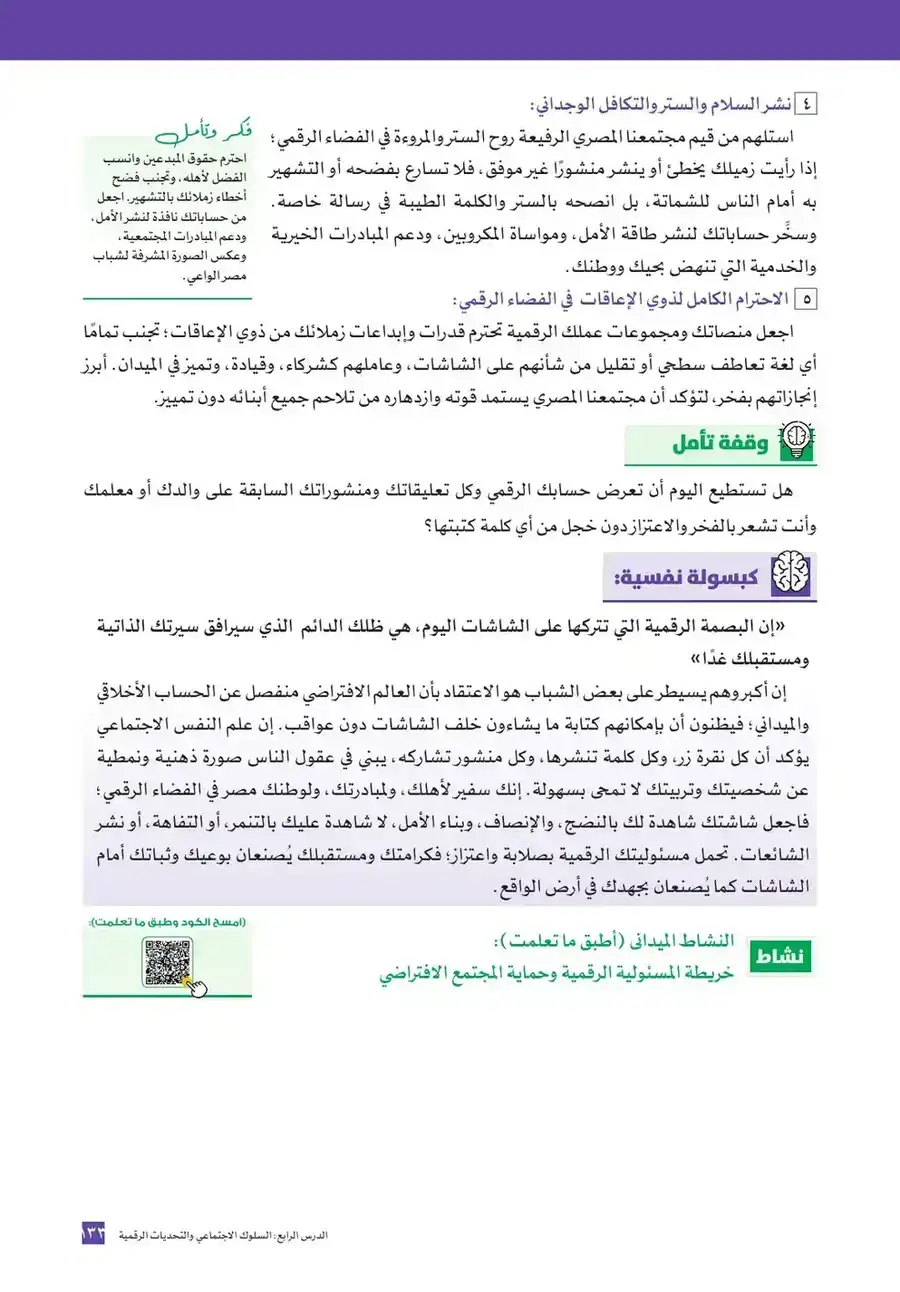 ٤ نشر السلام والستر والتكافل الوجداني:
استلهم من قيم مجتمعنا المصري الرفيعة روح الستر والمروءة في الفضاء الرقمي؛
إذا رأيت زميلك يخطئ أو ينشر منشورًا غير موفق، فلا تسارع بفضحه أو التشهير
به أمام الناس للشماتة، بل انصحه بالستر والكلمة الطيبة في رسالة خاصة.
وسخَّر حساباتك لنشر طاقة الأمل، ومواساة المكروبين، ودعم المبادرات الخيرية
والخدمية التي تنهض بحيك ووطنك.
فكر وتأمل
احترم حقوق المبدعين وانسب
الفضل لأهله، وتجنب فضح
أخطاء زملائك بالتشهير. اجعل
من حساباتك نافذة لنشر الأمل،
ودعم المبادرات المجتمعية،
وعكس الصورة المشرفة لشباب
مصر الواعي.
٥ الاحترام الكامل لذوي الإعاقات في الفضاء الرقمي:
اجعل منصاتك ومجموعات عملك الرقمية تحترم قدرات وإبداعات زملائك من ذوي الإعاقات؛ تجنب تمامًا
أي لغة تعاطف سطحي أو تقليل من شأنهم على الشاشات، وعاملهم كشركاء، وقيادة، وتميز في الميدان. أبرز
إنجازاتهم بفخر، لتؤكد أن مجتمعنا المصري يستمد قوته وازدهاره من تلاحم جميع أبنائه دون تمييز.
وقفة تأمل
هل تستطيع اليوم أن تعرض حسابك الرقمي وكل تعليقاتك ومنشوراتك السابقة على والدك أو معلمك
وأنت تشعر بالفخر والاعتزاز دون خجل من أي كلمة كتبتها؟
كبسولة نفسية:
«إن البصمة الرقمية التي تتركها على الشاشات اليوم، هي ظلك الدائم الذي سيرافق سيرتك الذاتية
ومستقبلك غدًا»
إن أكبر وهم يسيطر على بعض الشباب هو الاعتقاد بأن العالم الافتراضي منفصل عن الحساب الأخلاقي
والميداني؛ فيظنون أن بإمكانهم كتابة ما يشاءون خلف الشاشات دون عواقب. إن علم النفس الاجتماعي
يؤكد أن كل نقرة زر، وكل كلمة تنشرها، وكل منشور تشاركه، يبني في عقول الناس صورة ذهنية ونمطية
عن شخصيتك وتربيتك لا تمحى بسهولة. إنك سفير لأهلك، ولمبادرتك، ولوطنك مصر في الفضاء الرقمي؛
فاجعل شاشتك شاهدة لك بالنضج، والإنصاف، وبناء الأمل، لا شاهدة عليك بالتنمر، أو التفاهة، أو نشر
الشائعات. تحمل مسئوليتك الرقمية بصلابة واعتزاز؛ فكرامتك ومستقبلك يُصنعان بوعيك وثباتك أمام
الشاشات كما يُصنعان بجهدك في أرض الواقع.
نشاط
النشاط الميدانى (أطبق ما تعلمت):
خريطة المسئولية الرقمية وحماية المجتمع الافتراضي
(امسح الكود وطبق ما تعلمت):
الدرس الرابع: السلوك الاجتماعي والتحديات الرقمية
١٣٣